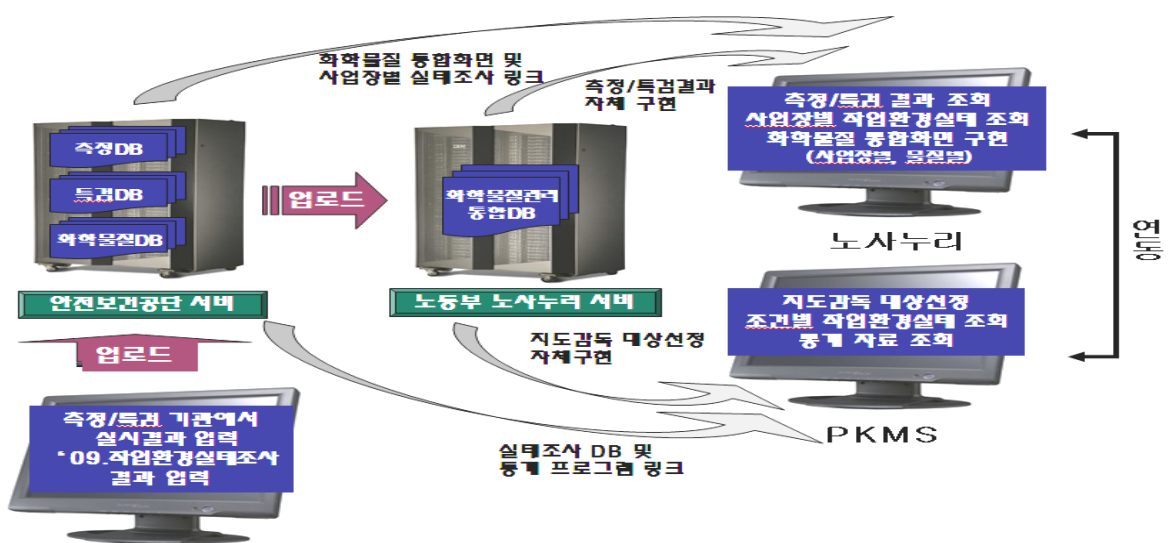 화학물질 통합화면 및
사업장별 실태조사 링크
측정/특검결과
자체 구현
측정DB
특검DB
화학물질DB
업로드
화학물질관리
통합DB
측정/특검 결과 조회
사업장별 작업환경실태 조회
화학물질 통합화면 구현
(사업장별, 물질별)
노사누리
연동
안전보건공단 서버
노동부 노사누리 서버
업로드
지도감독 대상선정
자체구현
지도감독 대상선정
조건별 작업환경실태 조회
통계 자료 조회
PKMS
측정/특검 기관에서
실시결과 입력
‘09.작업환경실태조사
결과 입력
실태조사 DB 및
통계 프로그램 링크